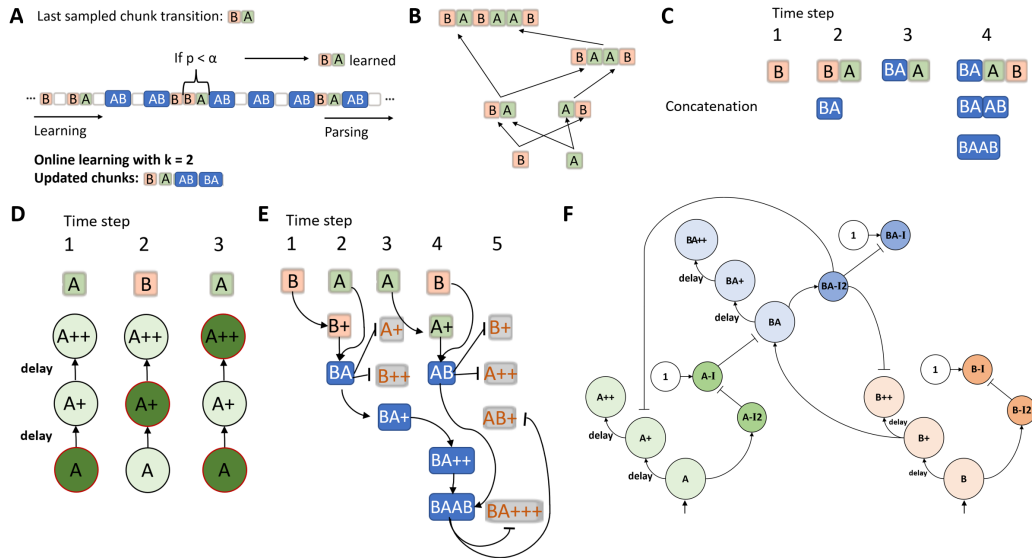 A
Last sampled chunk transition: B A
If p < α
B A learned
... B B A AB AB B B A AB AB AB B A AB ...
Learning
Parsing
Online learning with k = 2
Updated chunks: B A AB BA
B
B A B A A B
B A A B
B A
A B
B
A
C
Time step
1 2 3 4
B
B A
BA A
BA A B
Concatenation
BA
BA AB
BAAB
D
Time step
1 2 3
A B A
A++ A++ A++
delay
A+ A+ A+
delay
A A A
E
Time step
1 2 3 4 5
B A A B
B+ A+ A+ B+
BA B++ AB A++
BA+ AB+
BA++
BAAB BA+++
F
1
BA-I
BA++
delay
BA+
BA-I2
delay
BA
1
A-I
1
B-I
A++
B++
A-I2
B-I2
delay
A+
delay
B+
delay
A
delay
B